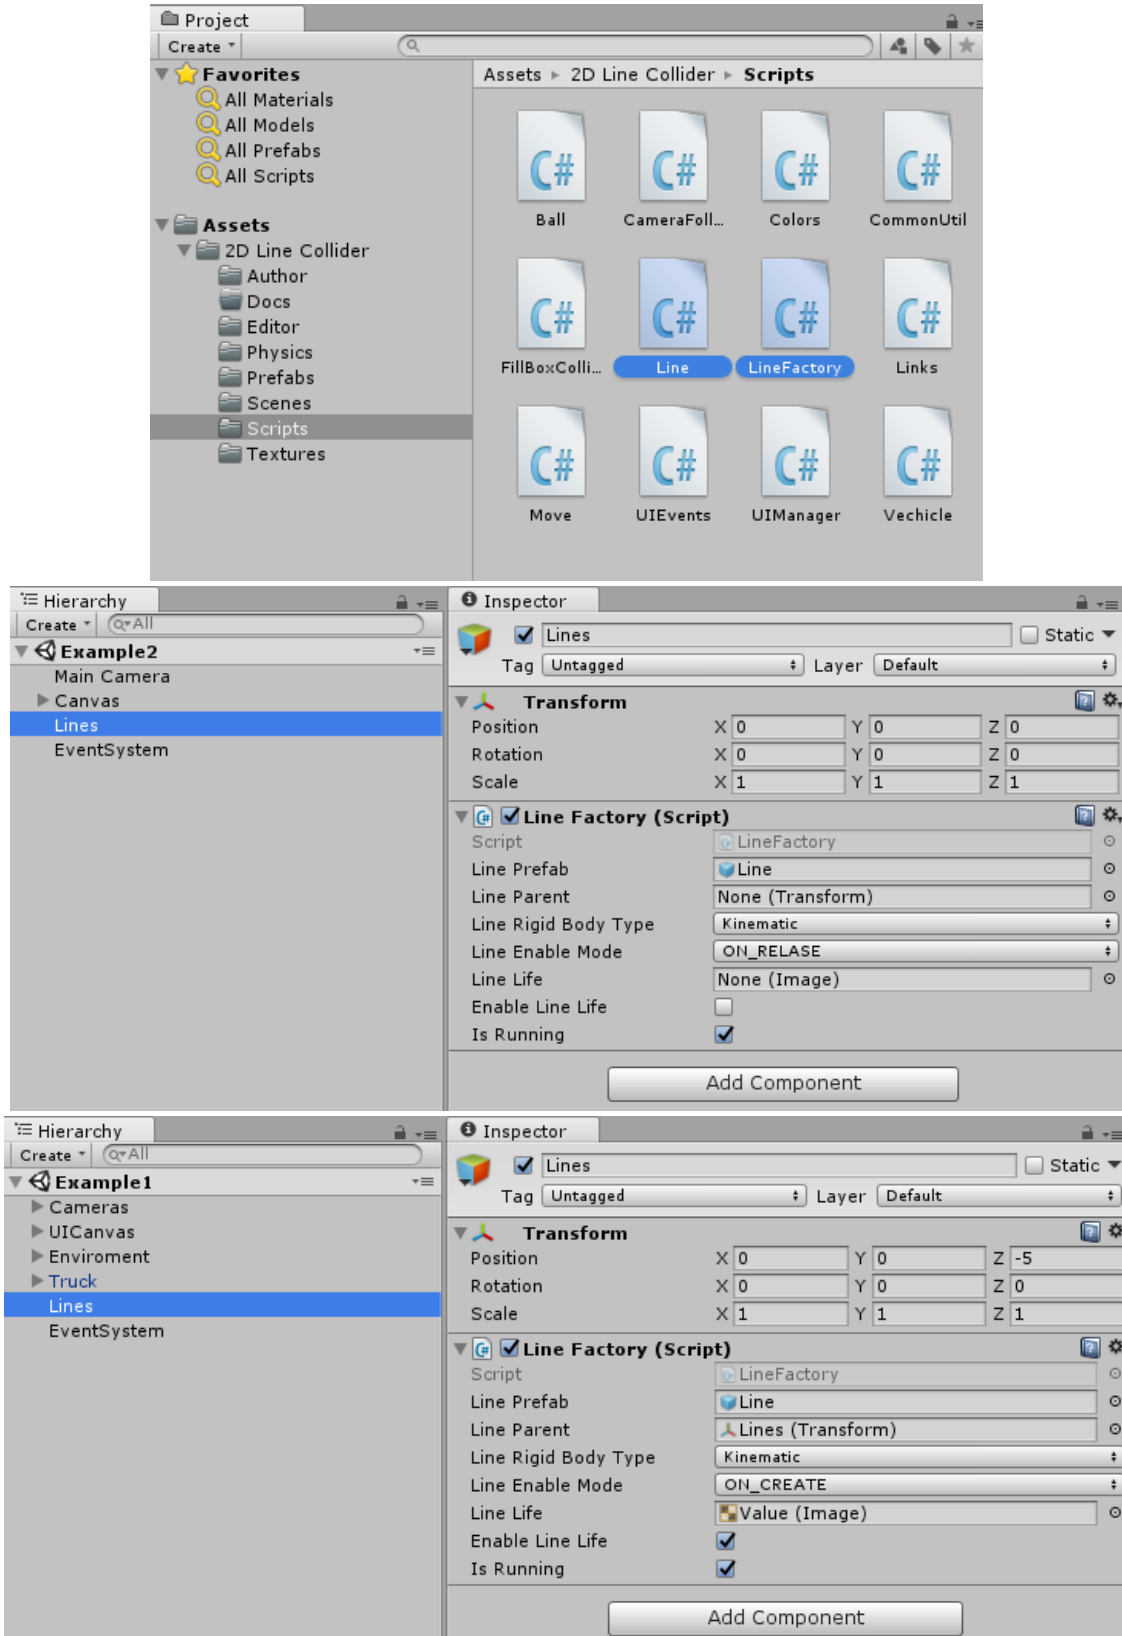 Project
Create
Favorites
All Materials
All Models
All Prefabs
All Scripts
Assets
2D Line Collider
Author
Docs
Editor
Physics
Prefabs
Scenes
Scripts
Textures
Assets ▸ 2D Line Collider ▸ Scripts
C# C# C# C#
Ball CameraFoll... Colors CommonUtil
C# C# C# C#
FillBoxColli... Line LineFactory Links
C# C# C# C#
Move UIEvents UIManager Vechicle
Hierarchy
Create All
Example2
Main Camera
Canvas
Lines
EventSystem
Inspector
Lines Static
Tag Untagged Layer Default
Transform
Position X 0 Y 0 Z 0
Rotation X 0 Y 0 Z 0
Scale X 1 Y 1 Z 1
Line Factory (Script)
Script LineFactory
Line Prefab Line
Line Parent None (Transform)
Line Rigid Body Type Kinematic
Line Enable Mode ON_RELASE
Line Life None (Image)
Enable Line Life
Is Running
Add Component
Hierarchy
Create All
Example1
Cameras
UICanvas
Enviroment
Truck
Lines
EventSystem
Inspector
Lines Static
Tag Untagged Layer Default
Transform
Position X 0 Y 0 Z -5
Rotation X 0 Y 0 Z 0
Scale X 1 Y 1 Z 1
Line Factory (Script)
Script LineFactory
Line Prefab Line
Line Parent Lines (Transform)
Line Rigid Body Type Kinematic
Line Enable Mode ON_CREATE
Line Life Value (Image)
Enable Line Life
Is Running
Add Component